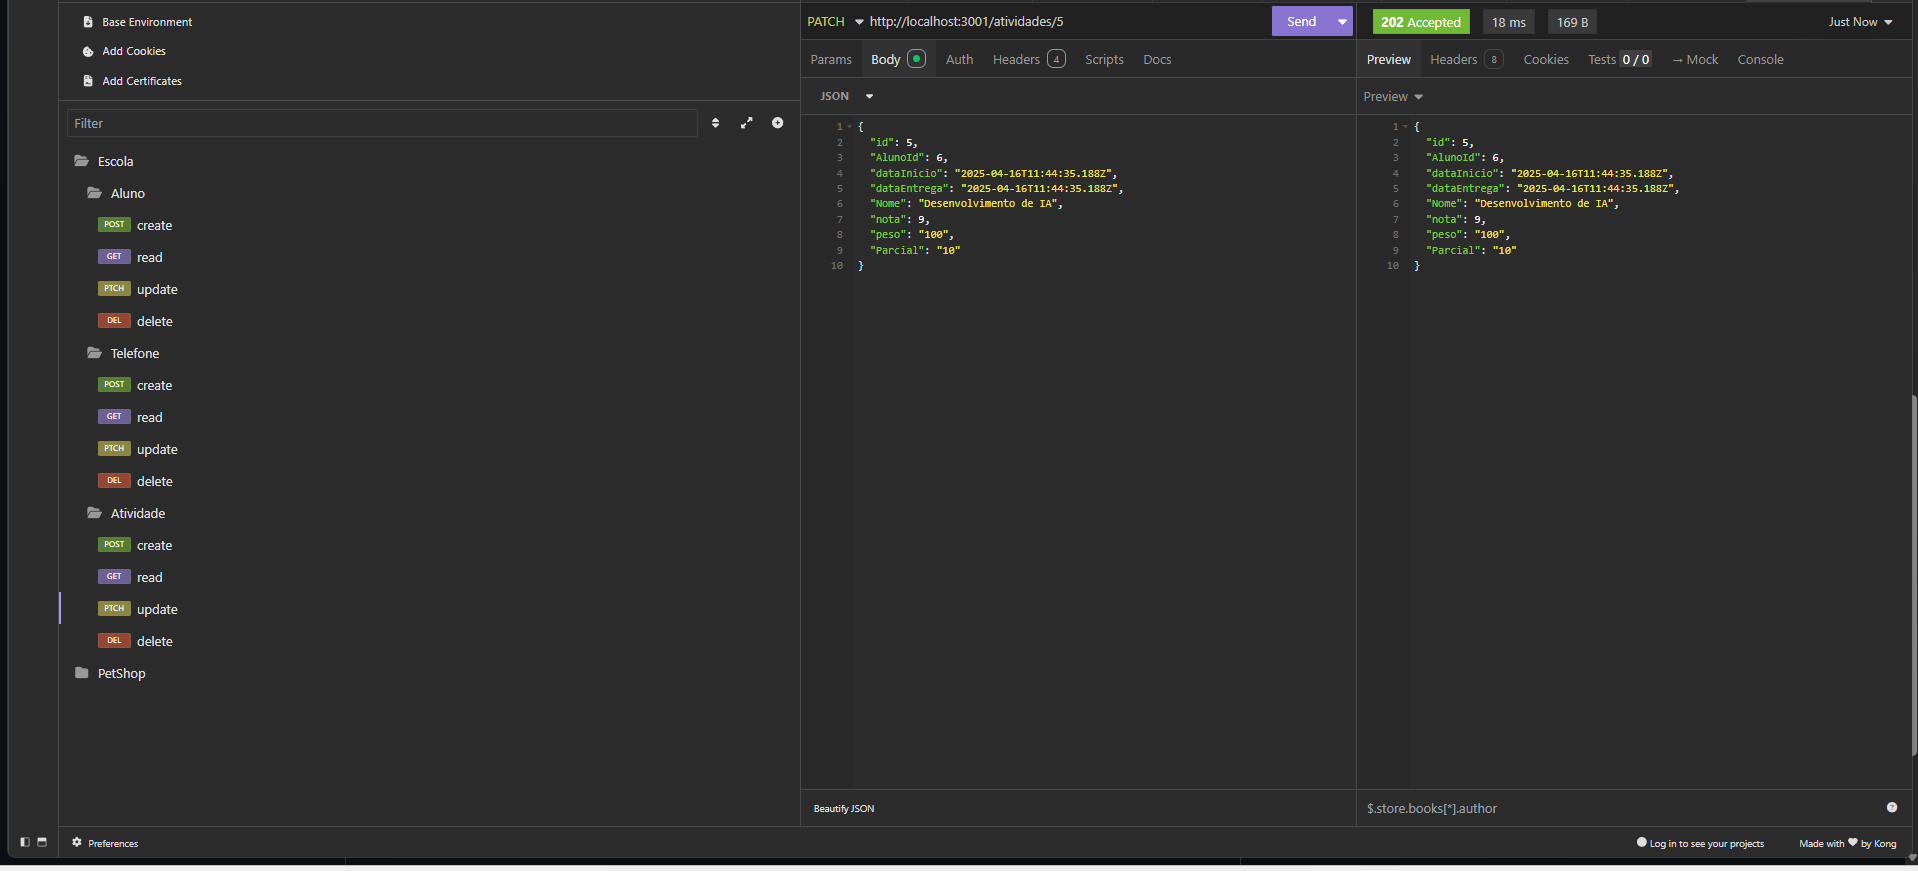 Base Environment
Add Cookies
Add Certificates
Filter
Escola
Aluno
POST create
GET read
PTCH update
DEL delete
Telefone
POST create
GET read
PTCH update
DEL delete
Atividade
POST create
GET read
PTCH update
DEL delete
PetShop
Preferences
PATCH http://localhost:3001/atividades/5 Send
Params Body Auth Headers 4 Scripts Docs
JSON
1 {
2 "id": 5,
3 "AlunoId": 6,
4 "dataInicio": "2025-04-16T11:44:35.188Z",
5 "dataEntrega": "2025-04-16T11:44:35.188Z",
6 "Nome": "Desenvolvimento de IA",
7 "nota": 9,
8 "peso": "100",
9 "Parcial": "10"
10 }
Beautify JSON
202 Accepted 18 ms 169 B Just Now
Preview Headers 8 Cookies Tests 0 / 0 → Mock Console
Preview
1 {
2 "id": 5,
3 "AlunoId": 6,
4 "dataInicio": "2025-04-16T11:44:35.188Z",
5 "dataEntrega": "2025-04-16T11:44:35.188Z",
6 "Nome": "Desenvolvimento de IA",
7 "nota": 9,
8 "peso": "100",
9 "Parcial": "10"
10 }
$.store.books[*].author
Log in to see your projects Made with ♥ by Kong